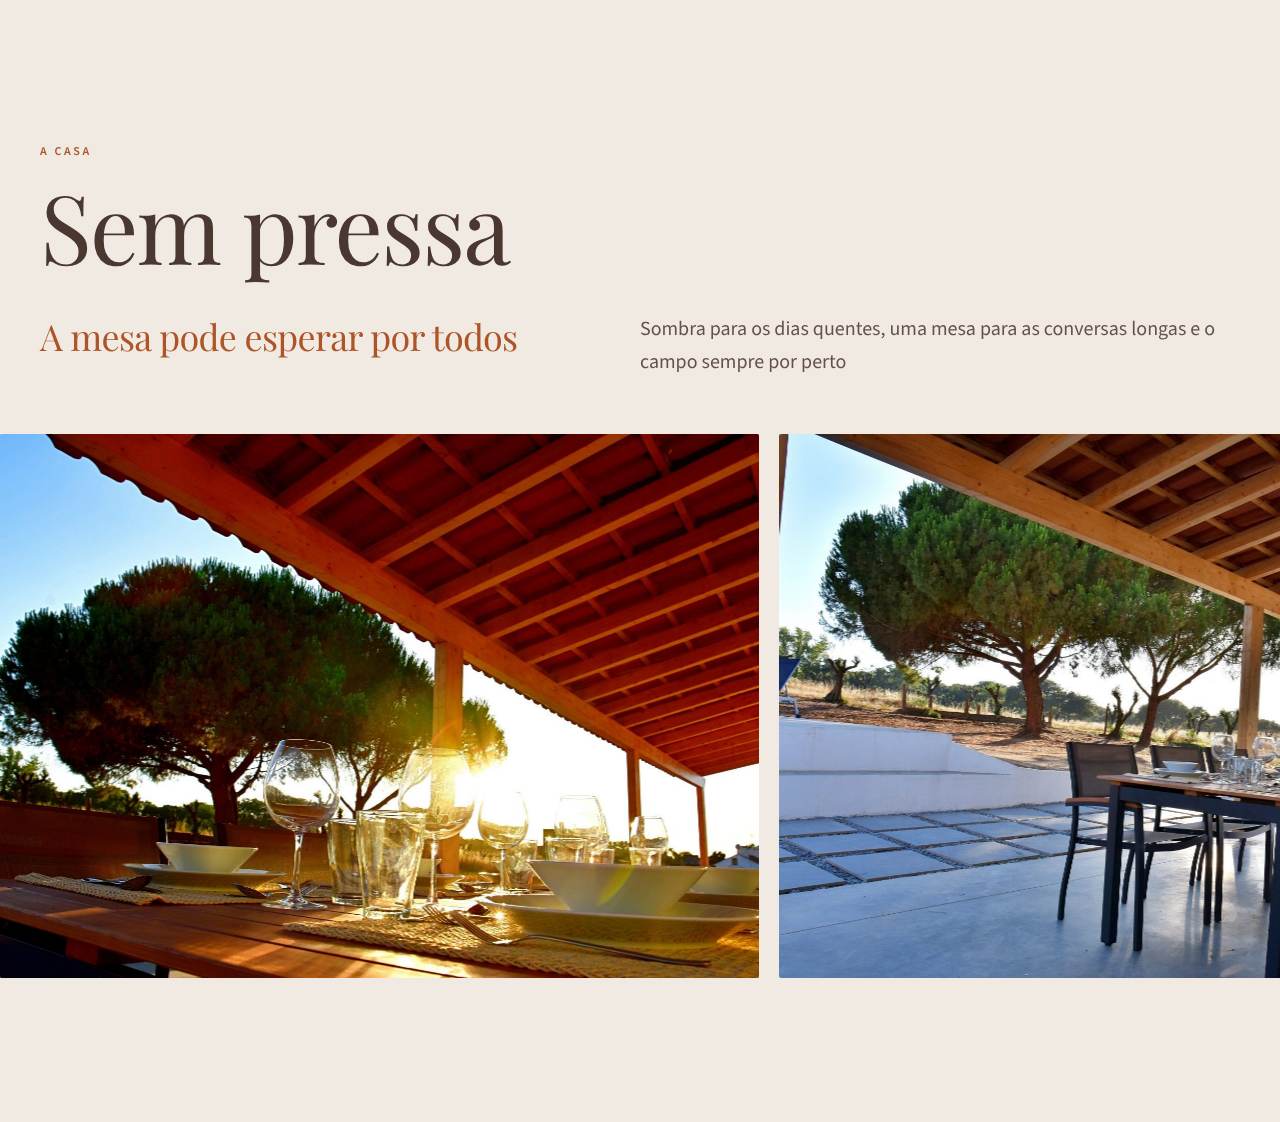 A CASA
Sem pressa
A mesa pode esperar por todos
Sombra para os dias quentes, uma mesa para as conversas longas e o
campo sempre por perto